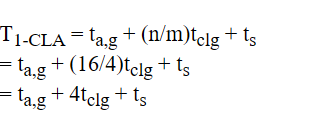 T1-CLA = ta,g + (n/m)tclg + ts
= ta,g + (16/4)tclg + ts
= ta,g + 4tclg + ts